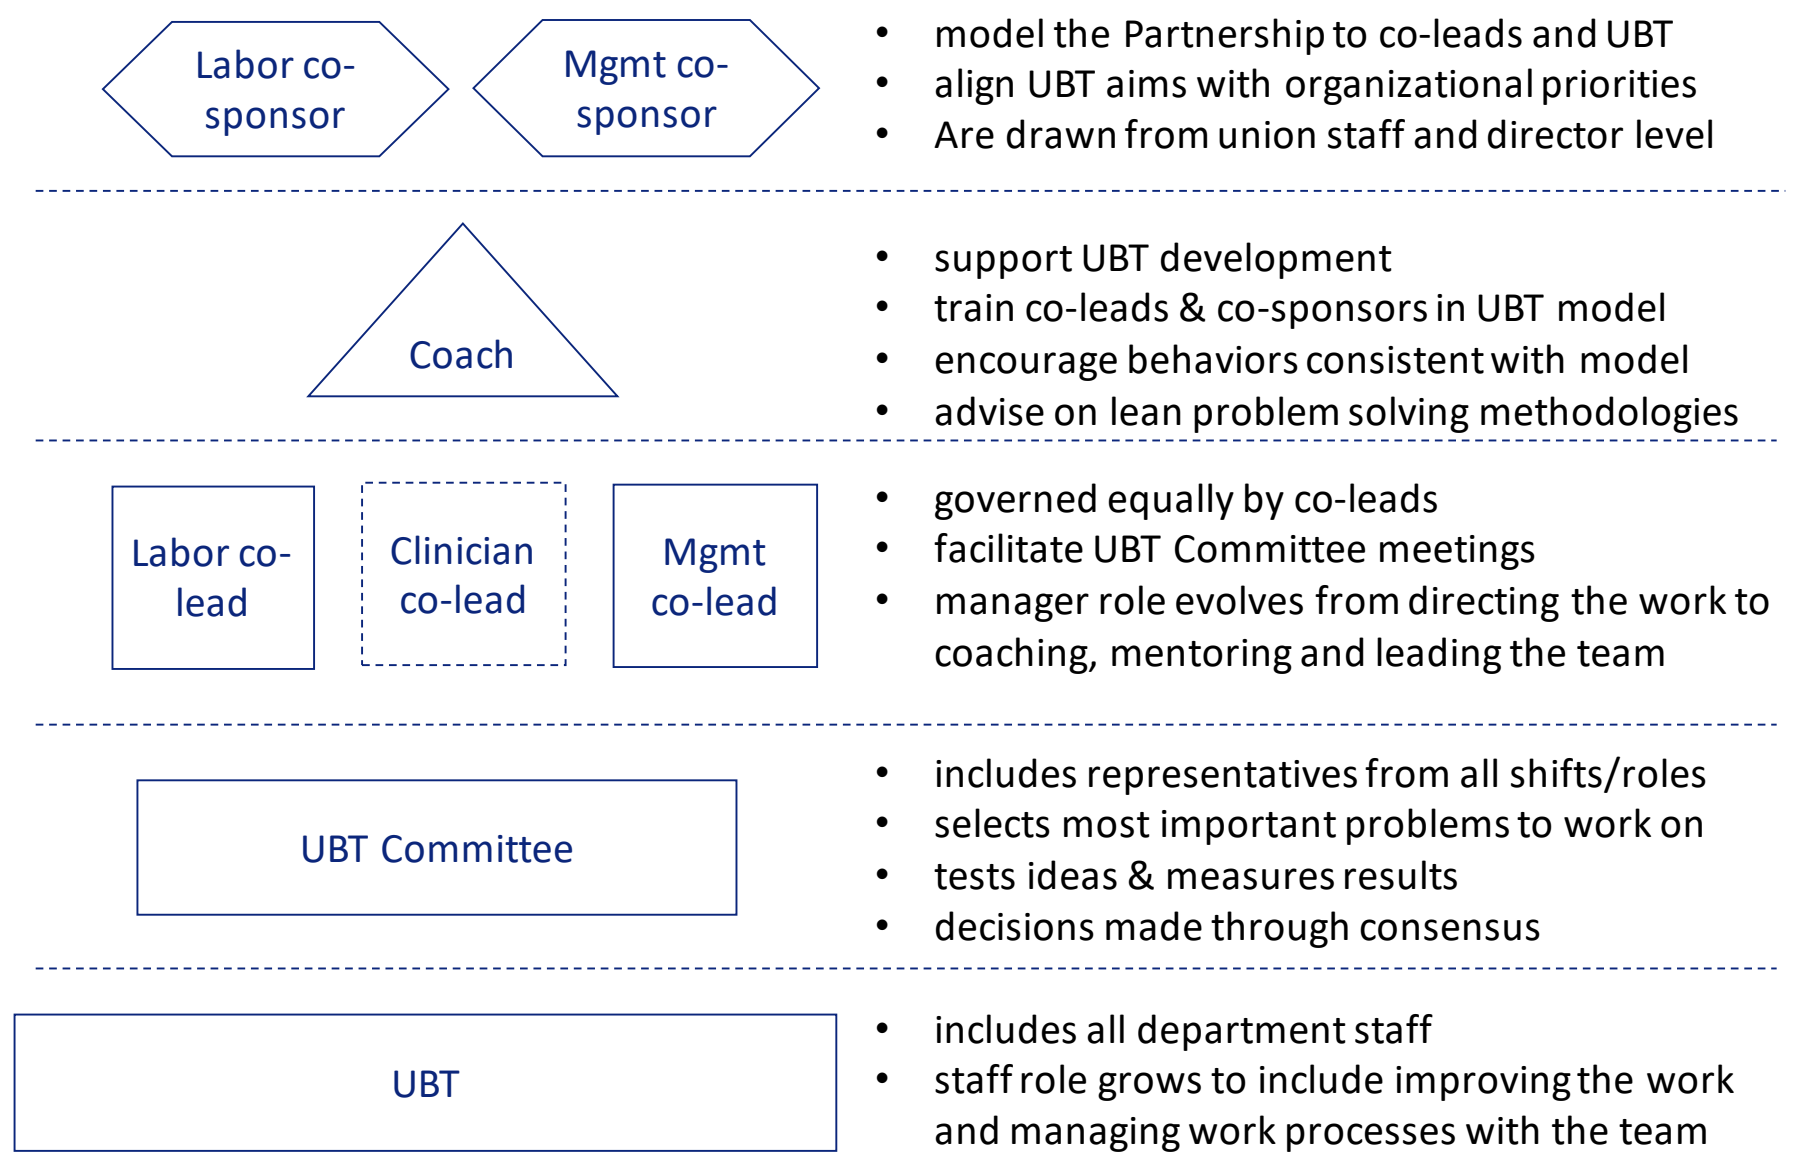 Labor co-
sponsor
Mgmt co-
sponsor
• model the Partnership to co-leads and UBT
• align UBT aims with organizational priorities
• Are drawn from union staff and director level
Coach
• support UBT development
• train co-leads & co-sponsors in UBT model
• encourage behaviors consistent with model
• advise on lean problem solving methodologies
Labor co-
lead
Clinician
co-lead
Mgmt
co-lead
• governed equally by co-leads
• facilitate UBT Committee meetings
• manager role evolves from directing the work to
coaching, mentoring and leading the team
UBT Committee
• includes representatives from all shifts/roles
• selects most important problems to work on
• tests ideas & measures results
• decisions made through consensus
UBT
• includes all department staff
• staff role grows to include improving the work
and managing work processes with the team